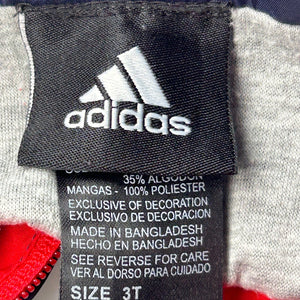 adidas
35% ALGODON
MANGAS - 100% POLIESTER
EXCLUSIVE OF DECORATION
EXCLUSIVO DE DECORACION
MADE IN BANGLADESH
HECHO EN BANGLADESH
SEE REVERSE FOR CARE
VER AL DORSO PARA CUIDADO
SIZE 3T